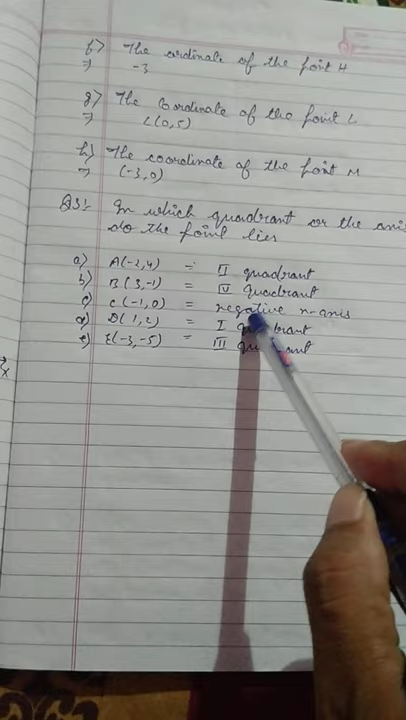 f) The ordinate of the point H
⇒ -3
g) The Coordinate of the point L
⇒ L(0,5)
h) The coordinate of the point M
⇒ (-3,0)
Q3:- In which quadrant or the axis
do the point lies
a) A(-2,4) = II quadrant
b) B(3,-1) = IV quadrant
c) C(-1,0) = negative x-axis
d) D(1,2) = I quadrant
e) E(-3,-5) = III quadrant